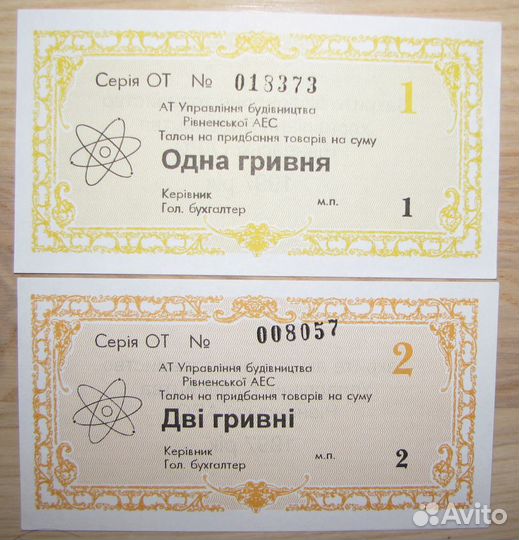 Серія ОТ № 018373 1
АТ Управління будівництва
Рівненської АЕС
Талон на придбання товарів на суму
Одна гривня
Керівник м.п. 1
Гол. бухгалтер
Серія ОТ № 008057 2
АТ Управління будівництва
Рівненської АЕС
Талон на придбання товарів на суму
Дві гривні
Керівник м.п. 2
Гол. бухгалтер
Avito